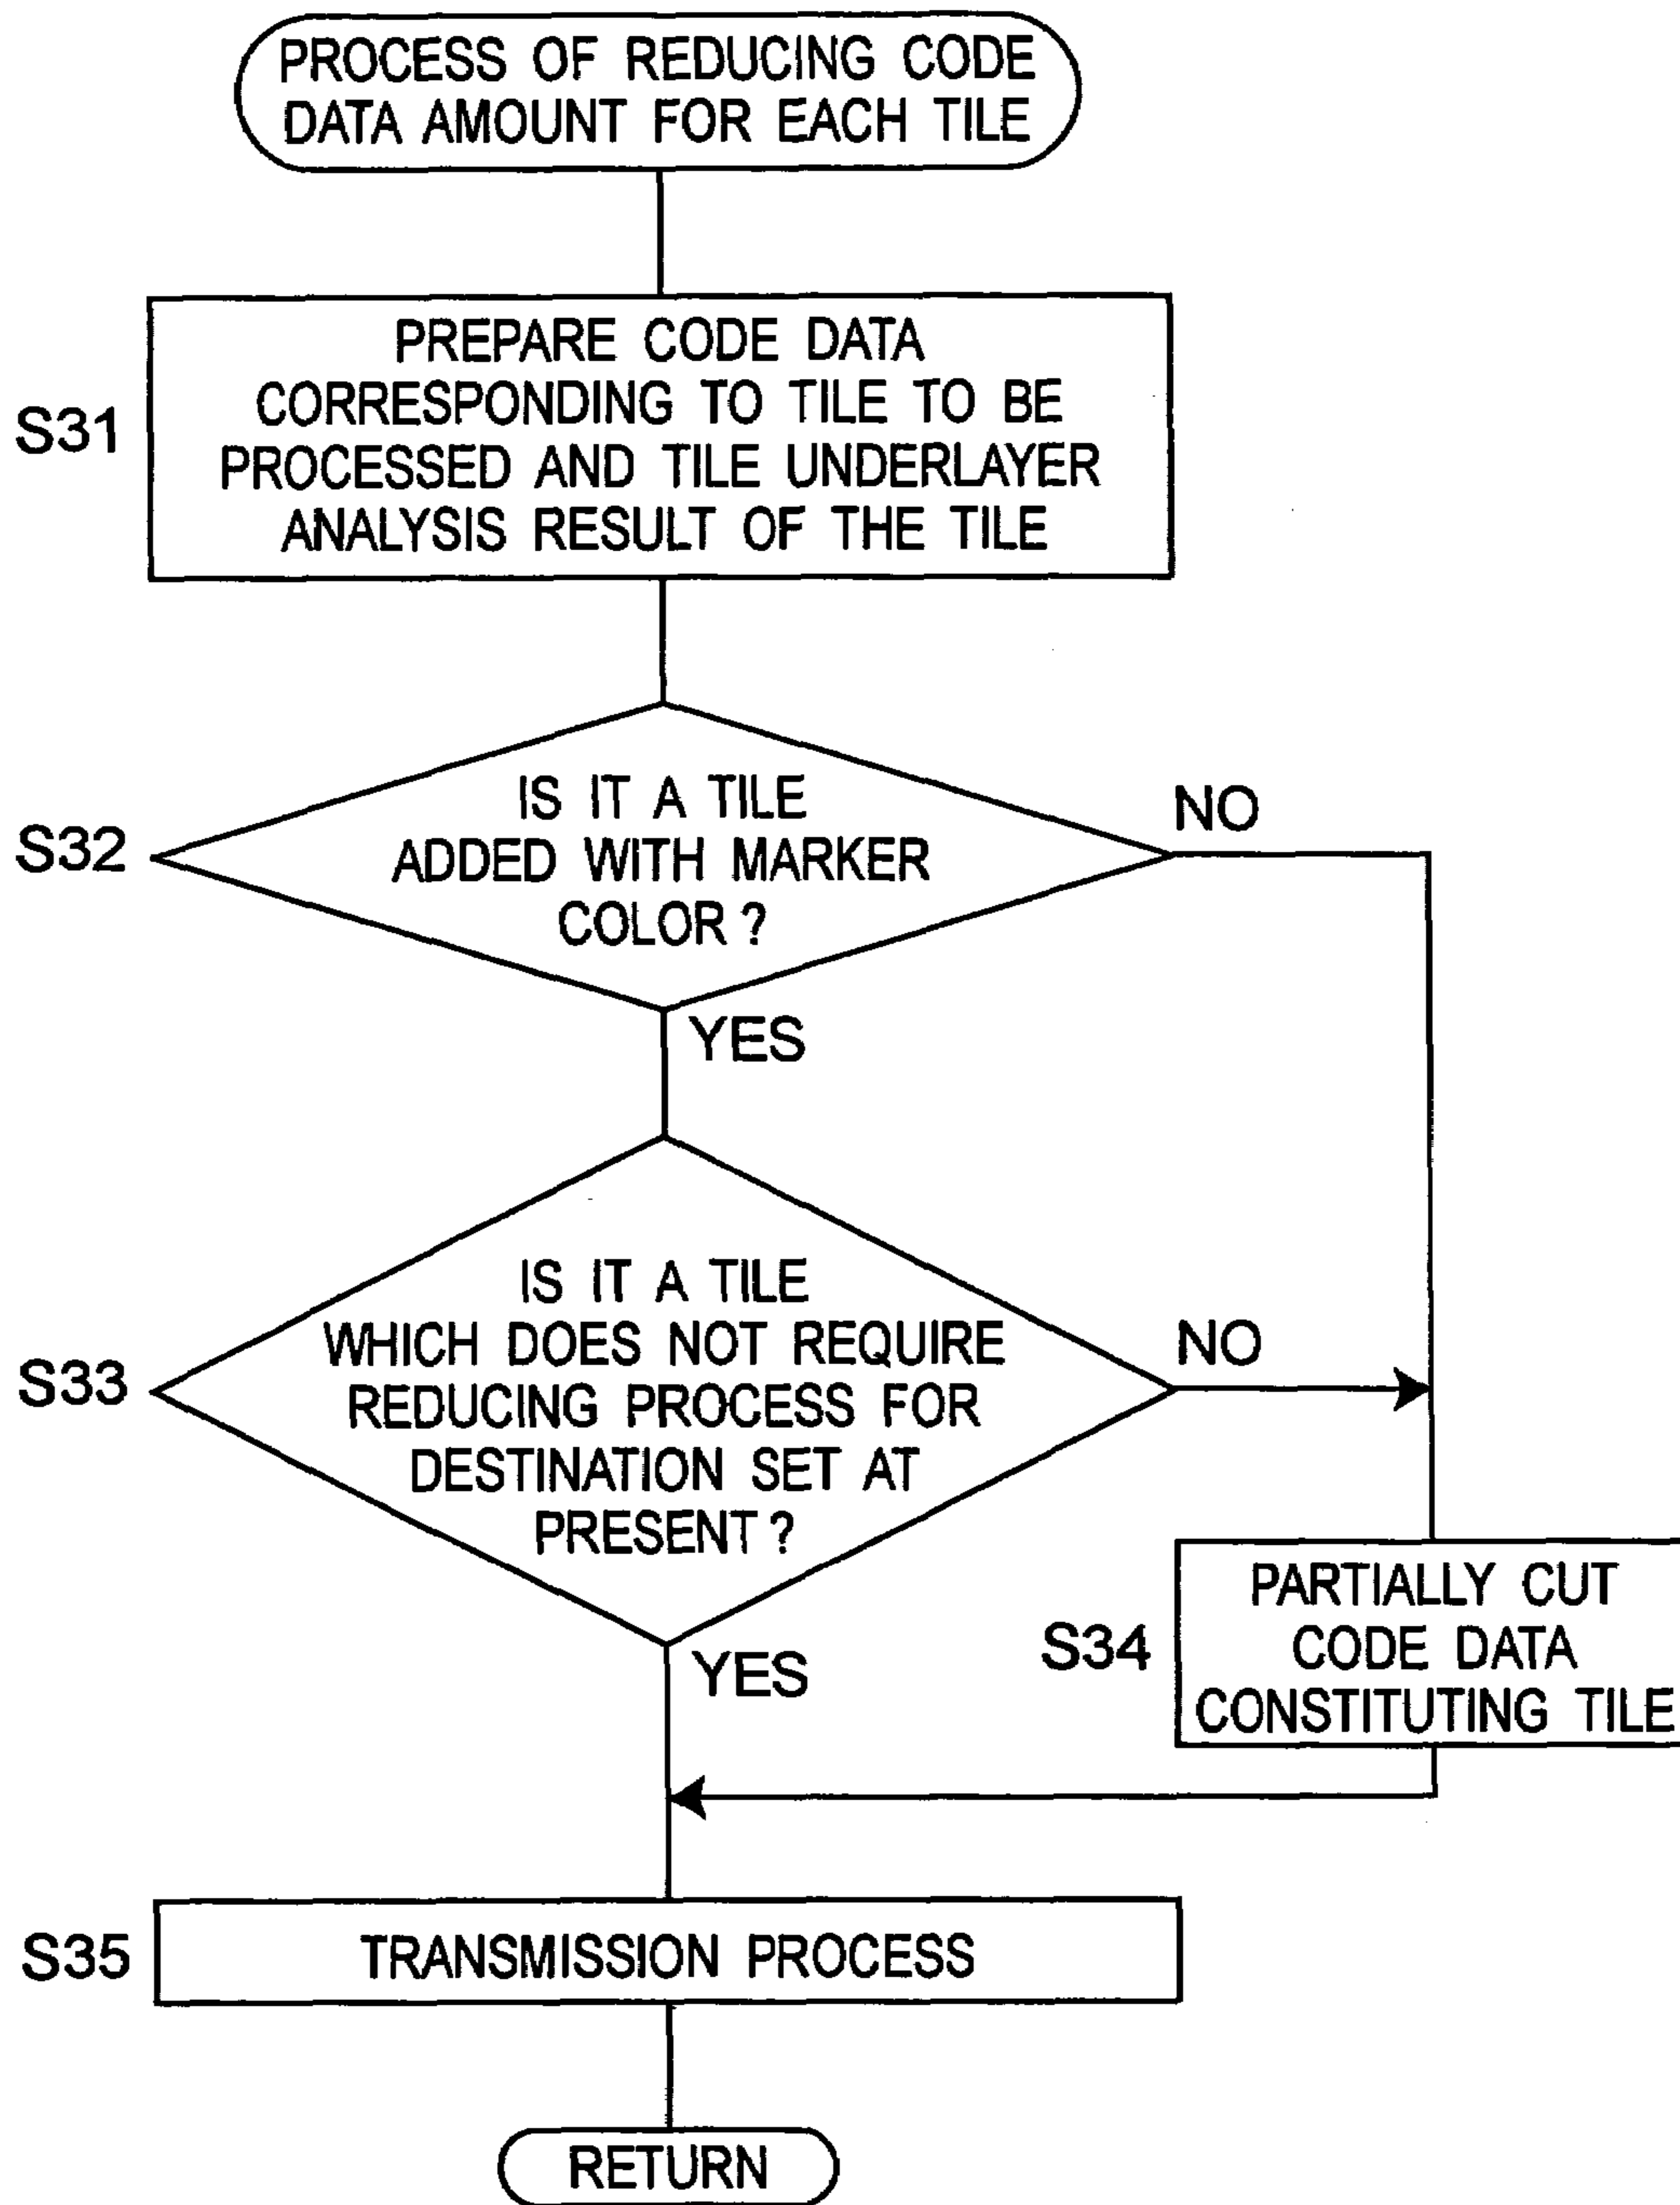 PROCESS OF REDUCING CODE
DATA AMOUNT FOR EACH TILE
S31
PREPARE CODE DATA
CORRESPONDING TO TILE TO BE
PROCESSED AND TILE UNDERLAYER
ANALYSIS RESULT OF THE TILE
S32
IS IT A TILE
ADDED WITH MARKER
COLOR ?
NO
YES
S33
IS IT A TILE
WHICH DOES NOT REQUIRE
REDUCING PROCESS FOR
DESTINATION SET AT
PRESENT ?
NO
YES
S34
PARTIALLY CUT
CODE DATA
CONSTITUTING TILE
S35
TRANSMISSION PROCESS
RETURN